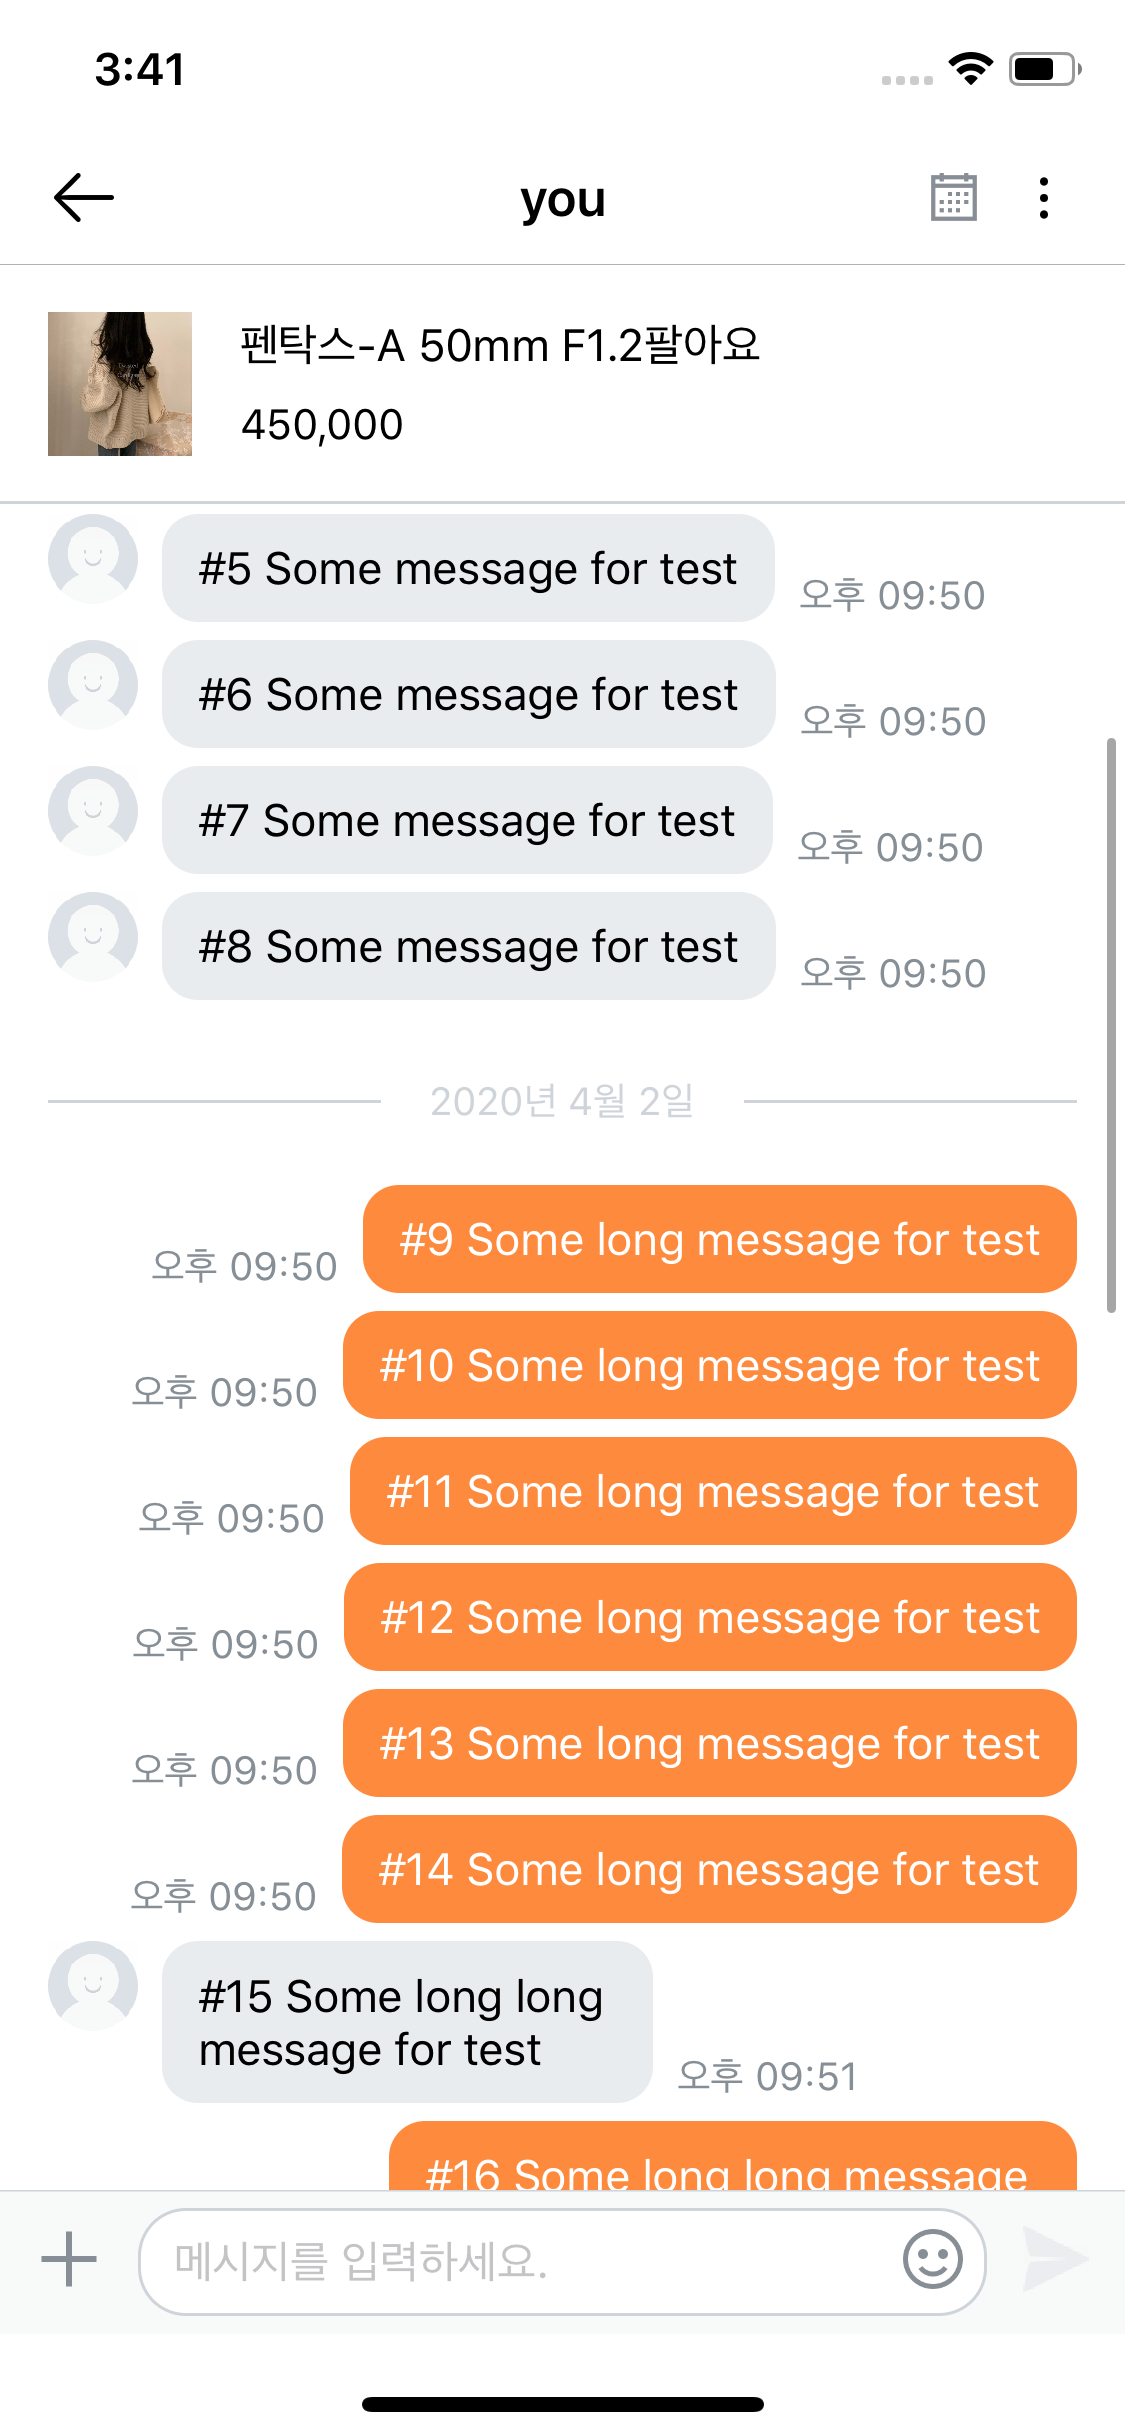 3:41
you
펜탁스-A 50mm F1.2팔아요
450,000
#5 Some message for test
오후 09:50
#6 Some message for test
오후 09:50
#7 Some message for test
오후 09:50
#8 Some message for test
오후 09:50
2020년 4월 2일
#9 Some long message for test
오후 09:50
#10 Some long message for test
오후 09:50
#11 Some long message for test
오후 09:50
#12 Some long message for test
오후 09:50
#13 Some long message for test
오후 09:50
#14 Some long message for test
오후 09:50
#15 Some long long
message for test
오후 09:51
#16 Some long long message
메시지를 입력하세요.